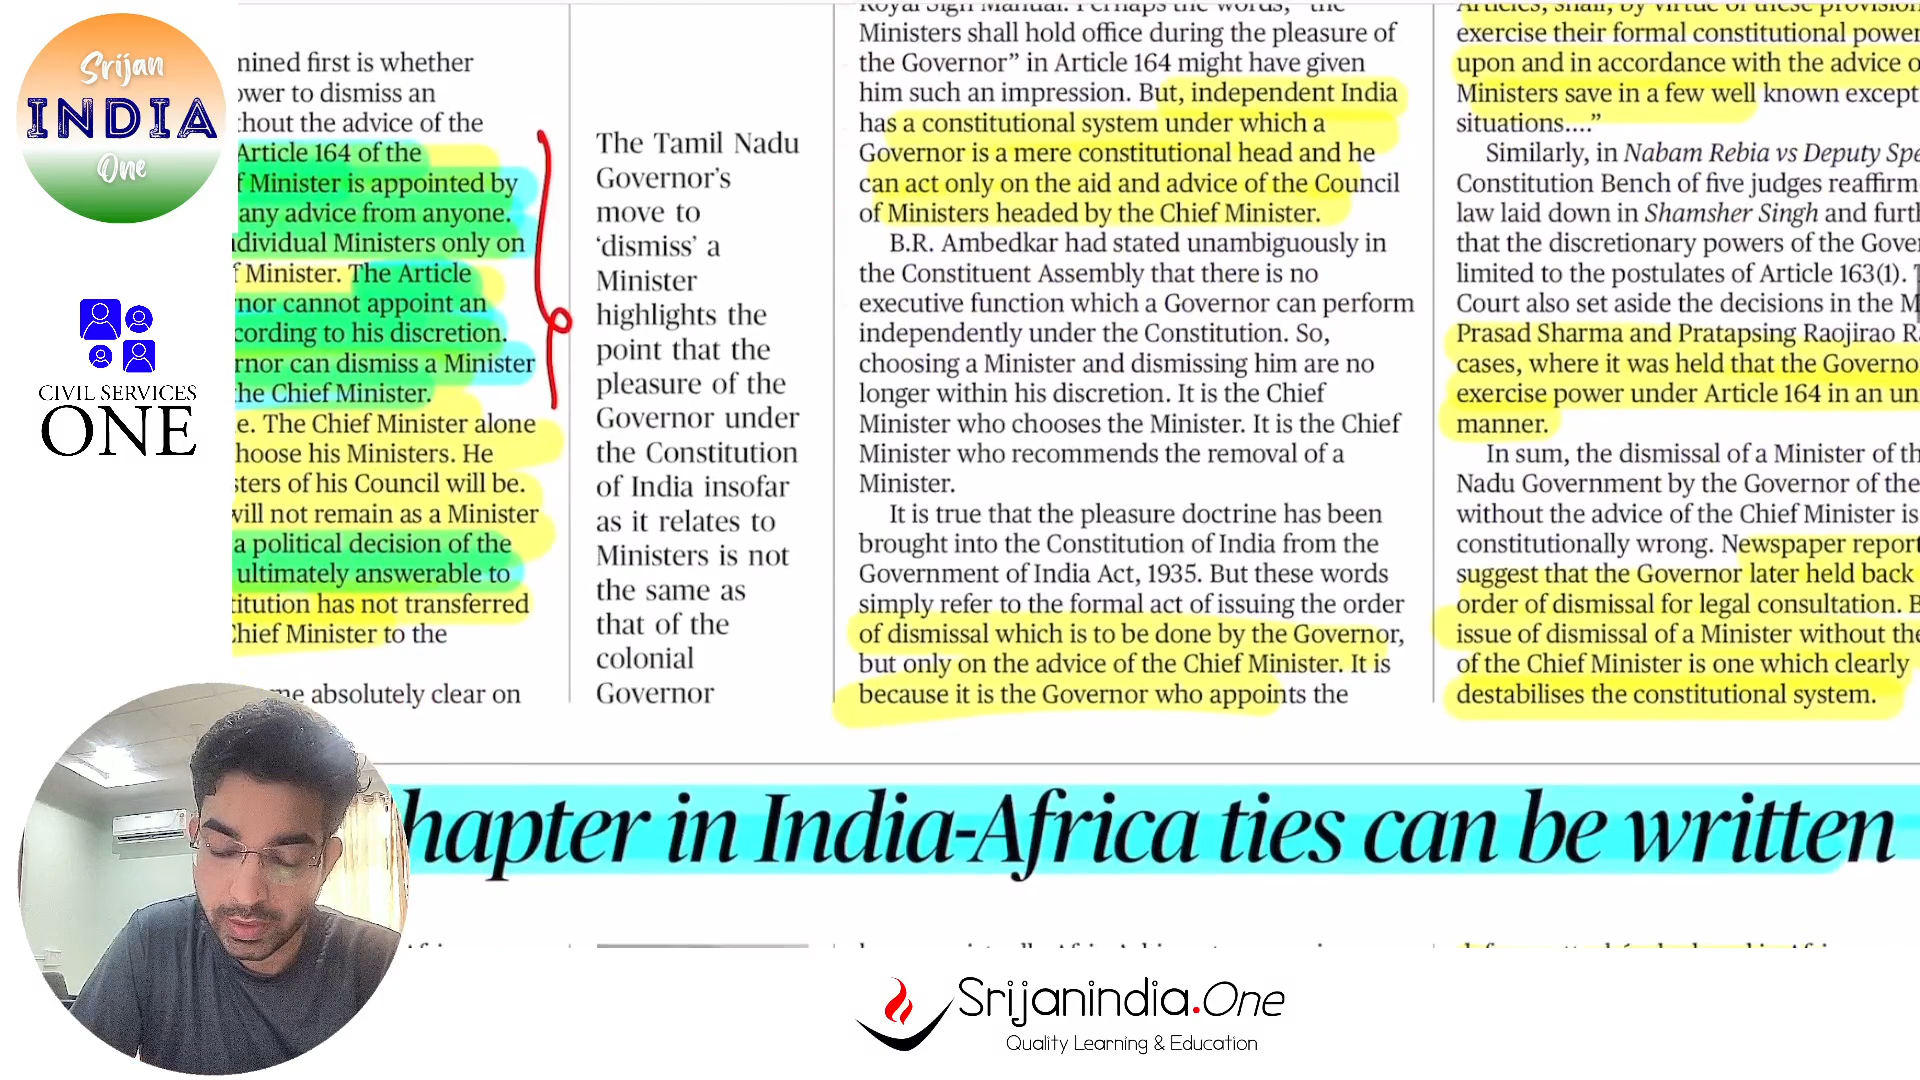 Srijan
INDIA
One
CIVIL SERVICES
ONE
mined first is whether
ower to dismiss an
thout the advice of the
Article 164 of the
f Minister is appointed by
any advice from anyone.
dividual Ministers only on
f Minister. The Article
rnor cannot appoint an
cording to his discretion.
rnor can dismiss a Minister
the Chief Minister.
e. The Chief Minister alone
hoose his Ministers. He
sters of his Council will be.
will not remain as a Minister
a political decision of the
ultimately answerable to
titution has not transferred
Chief Minister to the
me absolutely clear on
The Tamil Nadu
Governor’s
move to
‘dismiss’ a
Minister
highlights the
point that the
pleasure of the
Governor under
the Constitution
of India insofar
as it relates to
Ministers is not
the same as
that of the
colonial
Governor
Royal Sign Manual. Perhaps the words, “the
Ministers shall hold office during the pleasure of
the Governor” in Article 164 might have given
him such an impression. But, independent India
has a constitutional system under which a
Governor is a mere constitutional head and he
can act only on the aid and advice of the Council
of Ministers headed by the Chief Minister.
B.R. Ambedkar had stated unambiguously in
the Constituent Assembly that there is no
executive function which a Governor can perform
independently under the Constitution. So,
choosing a Minister and dismissing him are no
longer within his discretion. It is the Chief
Minister who chooses the Minister. It is the Chief
Minister who recommends the removal of a
Minister.
It is true that the pleasure doctrine has been
brought into the Constitution of India from the
Government of India Act, 1935. But these words
simply refer to the formal act of issuing the order
of dismissal which is to be done by the Governor,
but only on the advice of the Chief Minister. It is
because it is the Governor who appoints the
Articles, shall, by virtue of these provision
exercise their formal constitutional power
upon and in accordance with the advice o
Ministers save in a few well known except
situations....”
Similarly, in Nabam Rebia vs Deputy Spe
Constitution Bench of five judges reaffirm
law laid down in Shamsher Singh and furth
that the discretionary powers of the Gover
limited to the postulates of Article 163(1). T
Court also set aside the decisions in the M
Prasad Sharma and Pratapsing Raojirao Ra
cases, where it was held that the Governo
exercise power under Article 164 in an un
manner.
In sum, the dismissal of a Minister of th
Nadu Government by the Governor of the
without the advice of the Chief Minister is
constitutionally wrong. Newspaper report
suggest that the Governor later held back
order of dismissal for legal consultation. B
issue of dismissal of a Minister without the
of the Chief Minister is one which clearly
destabilises the constitutional system.
hapter in India-Africa ties can be written
Srijanindia.One
Quality Learning & Education